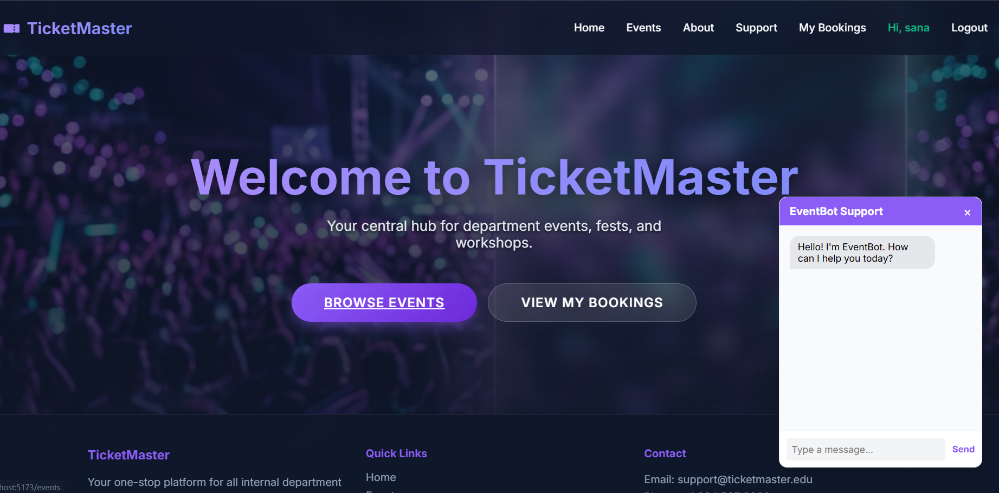 TicketMaster
Home Events About Support My Bookings Hi, sana Logout
Welcome to TicketMaster
Your central hub for department events, fests, and
workshops.
BROWSE EVENTS VIEW MY BOOKINGS
EventBot Support ×
Hello! I'm EventBot. How
can I help you today?
Type a message... Send
TicketMaster
Your one-stop platform for all internal department
Quick Links
Home
Contact
Email: support@ticketmaster.edu
host:5173/events